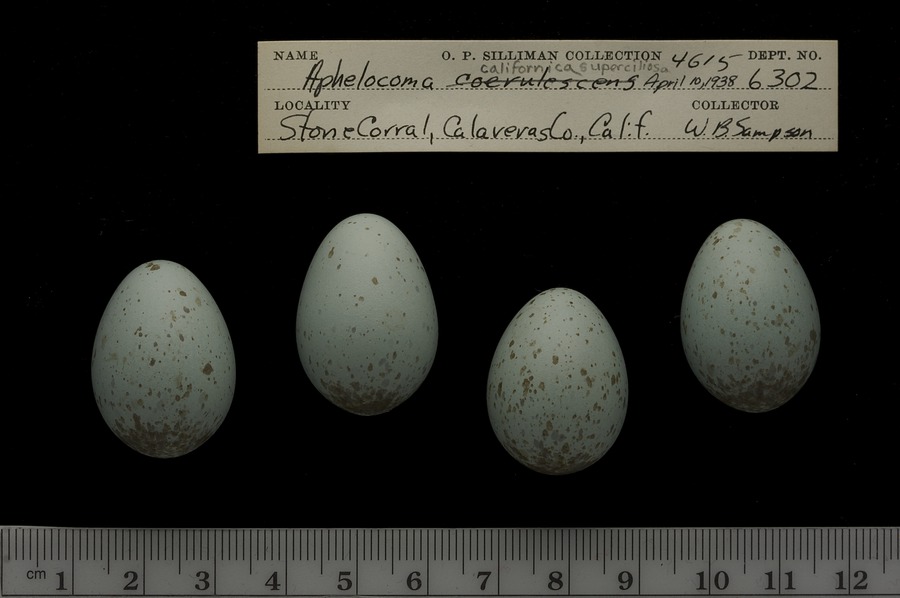 NAME O. P. SILLIMAN COLLECTION 4615 DEPT. NO.
californica superciliosa
Aphelocoma coerulescens April 10, 1938 6302
LOCALITY COLLECTOR
Stone Corral, Calaveras Co., Calif. W. B. Sampson
cm 1 2 3 4 5 6 7 8 9 10 11 12